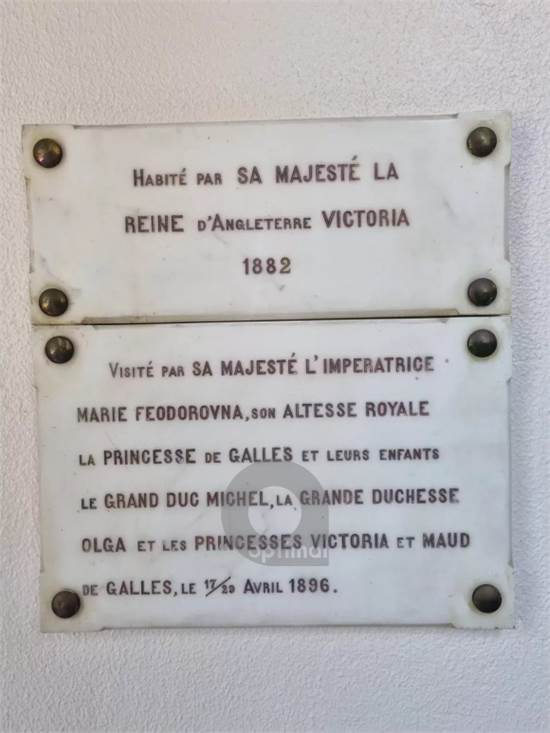 HABITÉ PAR SA MAJESTÉ LA
REINE D'ANGLETERRE VICTORIA
1882
VISITÉ PAR SA MAJESTÉ L'IMPERATRICE
MARIE FEODOROVNA, SON ALTESSE ROYALE
LA PRINCESSE DE GALLES ET LEURS ENFANTS
LE GRAND DUC MICHEL, LA GRANDE DUCHESSE
OLGA ET LES PRINCESSES VICTORIA ET MAUD
optimal
DE GALLES, LE 17/29 AVRIL 1896.